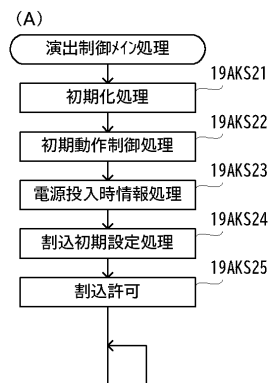 (A)
演出制御メイン処理
19AKS21
初期化処理
19AKS22
初期動作制御処理
19AKS23
電源投入時情報処理
19AKS24
割込初期設定処理
19AKS25
割込許可